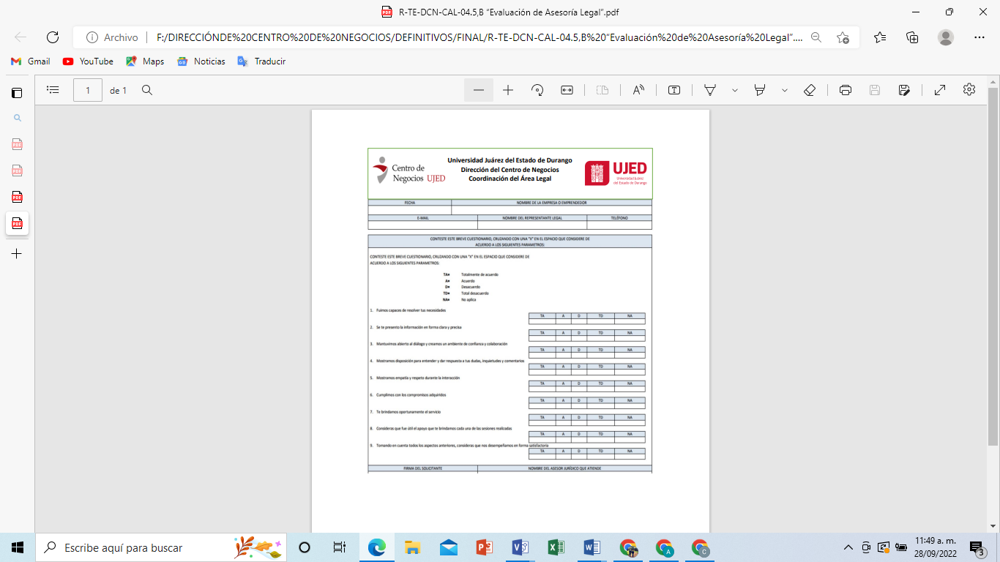 R-TE-DCN-CAL-04.5,B “Evaluación de Asesoría Legal”.pdf
Archivo
F:/DIRECCIÓNDE%20CENTRO%20DE%20NEGOCIOS/DEFINITIVOS/FINAL/R-TE-DCN-CAL-04.5,B%20“Evaluación%20de%20Asesoría%20Legal”....
Gmail YouTube Maps Noticias Traducir
1 de 1
Centro de
Negocios UJED
Universidad Juárez del Estado de Durango
Dirección del Centro de Negocios
Coordinación del Área Legal
UJED
Universidad Juárez
del Estado de Durango
FECHA NOMBRE DE LA EMPRESA O EMPRENDEDOR
E-MAIL NOMBRE DEL REPRESENTANTE LEGAL TELÉFONO
CONTESTE ESTE BREVE CUESTIONARIO, CRUZANDO CON UNA "X" EN EL ESPACIO QUE CONSIDERE DE
ACUERDO A LOS SIGUIENTES PARAMETROS:
CONTESTE ESTE BREVE CUESTIONARIO, CRUZANDO CON UNA "X" EN EL ESPACIO QUE CONSIDERE DE
ACUERDO A LOS SIGUIENTES PARAMETROS:
TA= Totalmente de acuerdo
A= Acuerdo
D= Desacuerdo
TD= Total desacuerdo
NA= No aplica
1. Fuimos capaces de resolver tus necesidades
TA A D TD NA
2. Se te presento la información en forma clara y precisa
TA A D TD NA
3. Mantuvimos abierto al diálogo y creamos un ambiente de confianza y colaboración
TA A D TD NA
4. Mostramos disposición para entender y dar respuesta a tus dudas, inquietudes y comentarios
TA A D TD NA
5. Mostramos empatía y respeto durante la interacción
TA A D TD NA
6. Cumplimos con los compromisos adquiridos
TA A D TD NA
7. Te brindamos oportunamente el servicio
TA A D TD NA
8. Consideras que fue útil el apoyo que te brindamos cada una de las sesiones realizadas
TA A D TD NA
9. Tomando en cuenta todos los aspectos anteriores, consideras que nos desempeñamos en forma satisfactoria
TA A D TD NA
FIRMA DEL SOLICITANTE NOMBRE DEL ASESOR JURÍDICO QUE ATIENDE
Escribe aquí para buscar
11:49 a. m.
28/09/2022
3